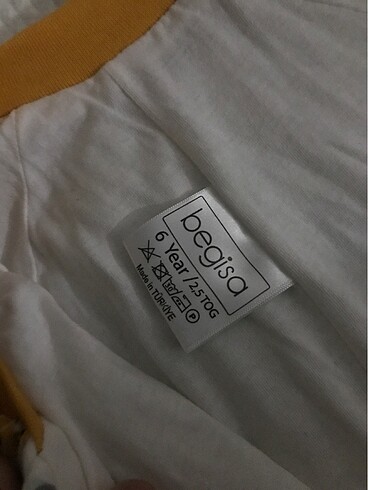 begisa
6 Year / 2,5 TOG
Made in TÜRKİYE